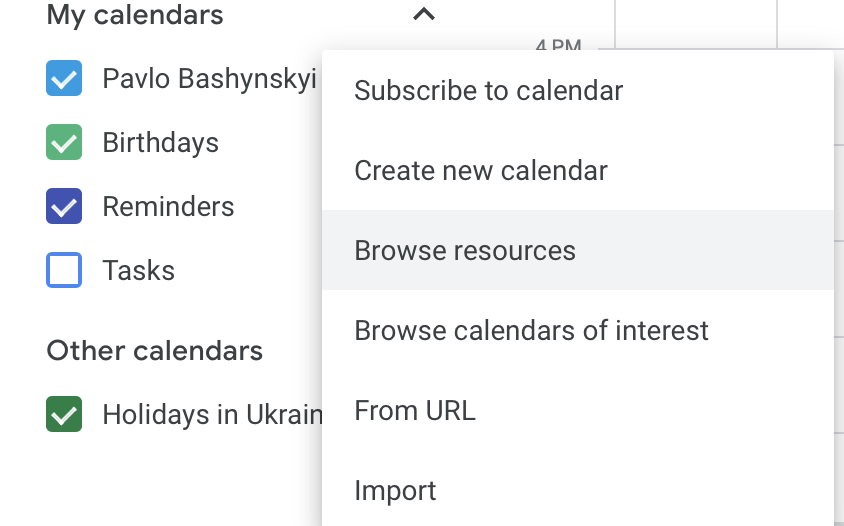 My calendars
4 PM
Pavlo Bashynskyi
Birthdays
Reminders
Tasks
Other calendars
Holidays in Ukrain
Subscribe to calendar
Create new calendar
Browse resources
Browse calendars of interest
From URL
Import